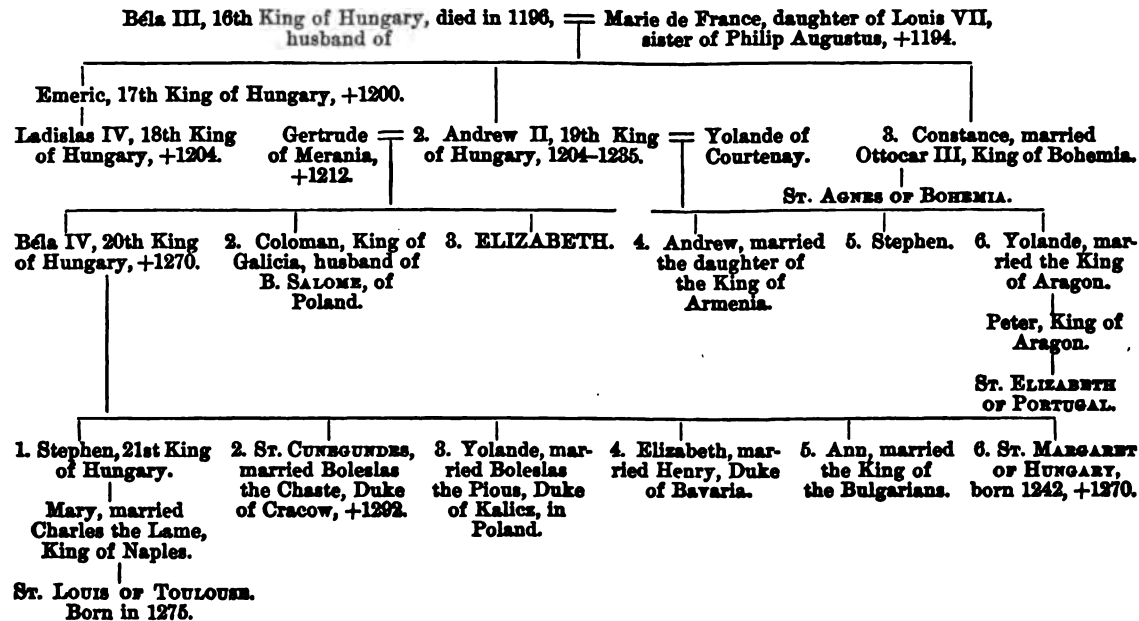 Béla III, 16th King of Hungary, died in 1196,
husband of
Marie de France, daughter of Louis VII,
sister of Philip Augustus, +1194.
Emeric, 17th King of Hungary, +1200.
Ladislas IV, 18th King
of Hungary, +1204.
Gertrude
of Merania,
+1212.
2. Andrew II, 19th King
of Hungary, 1204–1235.
Yolande of
Courtenay.
3. Constance, married
Ottocar III, King of Bohemia.
ST. AGNES OF BOHEMIA.
Béla IV, 20th King
of Hungary, +1270.
2. Coloman, King of
Galicia, husband of
B. SALOME, of
Poland.
3. ELIZABETH.
4. Andrew, married
the daughter of
the King of
Armenia.
5. Stephen.
6. Yolande, mar-
ried the King
of Aragon.
Peter, King of
Aragon.
ST. ELIZABETH
OF PORTUGAL.
1. Stephen, 21st King
of Hungary.
Mary, married
Charles the Lame,
King of Naples.
ST. LOUIS OF TOULOUSE.
Born in 1275.
2. ST. CUNEGUNDES,
married Boleslas
the Chaste, Duke
of Cracow, +1292.
3. Yolande, mar-
ried Boleslas
the Pious, Duke
of Kalicz, in
Poland.
4. Elizabeth, mar-
ried Henry, Duke
of Bavaria.
5. Ann, married
the King of
the Bulgarians.
6. ST. MARGARET
OF HUNGARY,
born 1242, +1270.